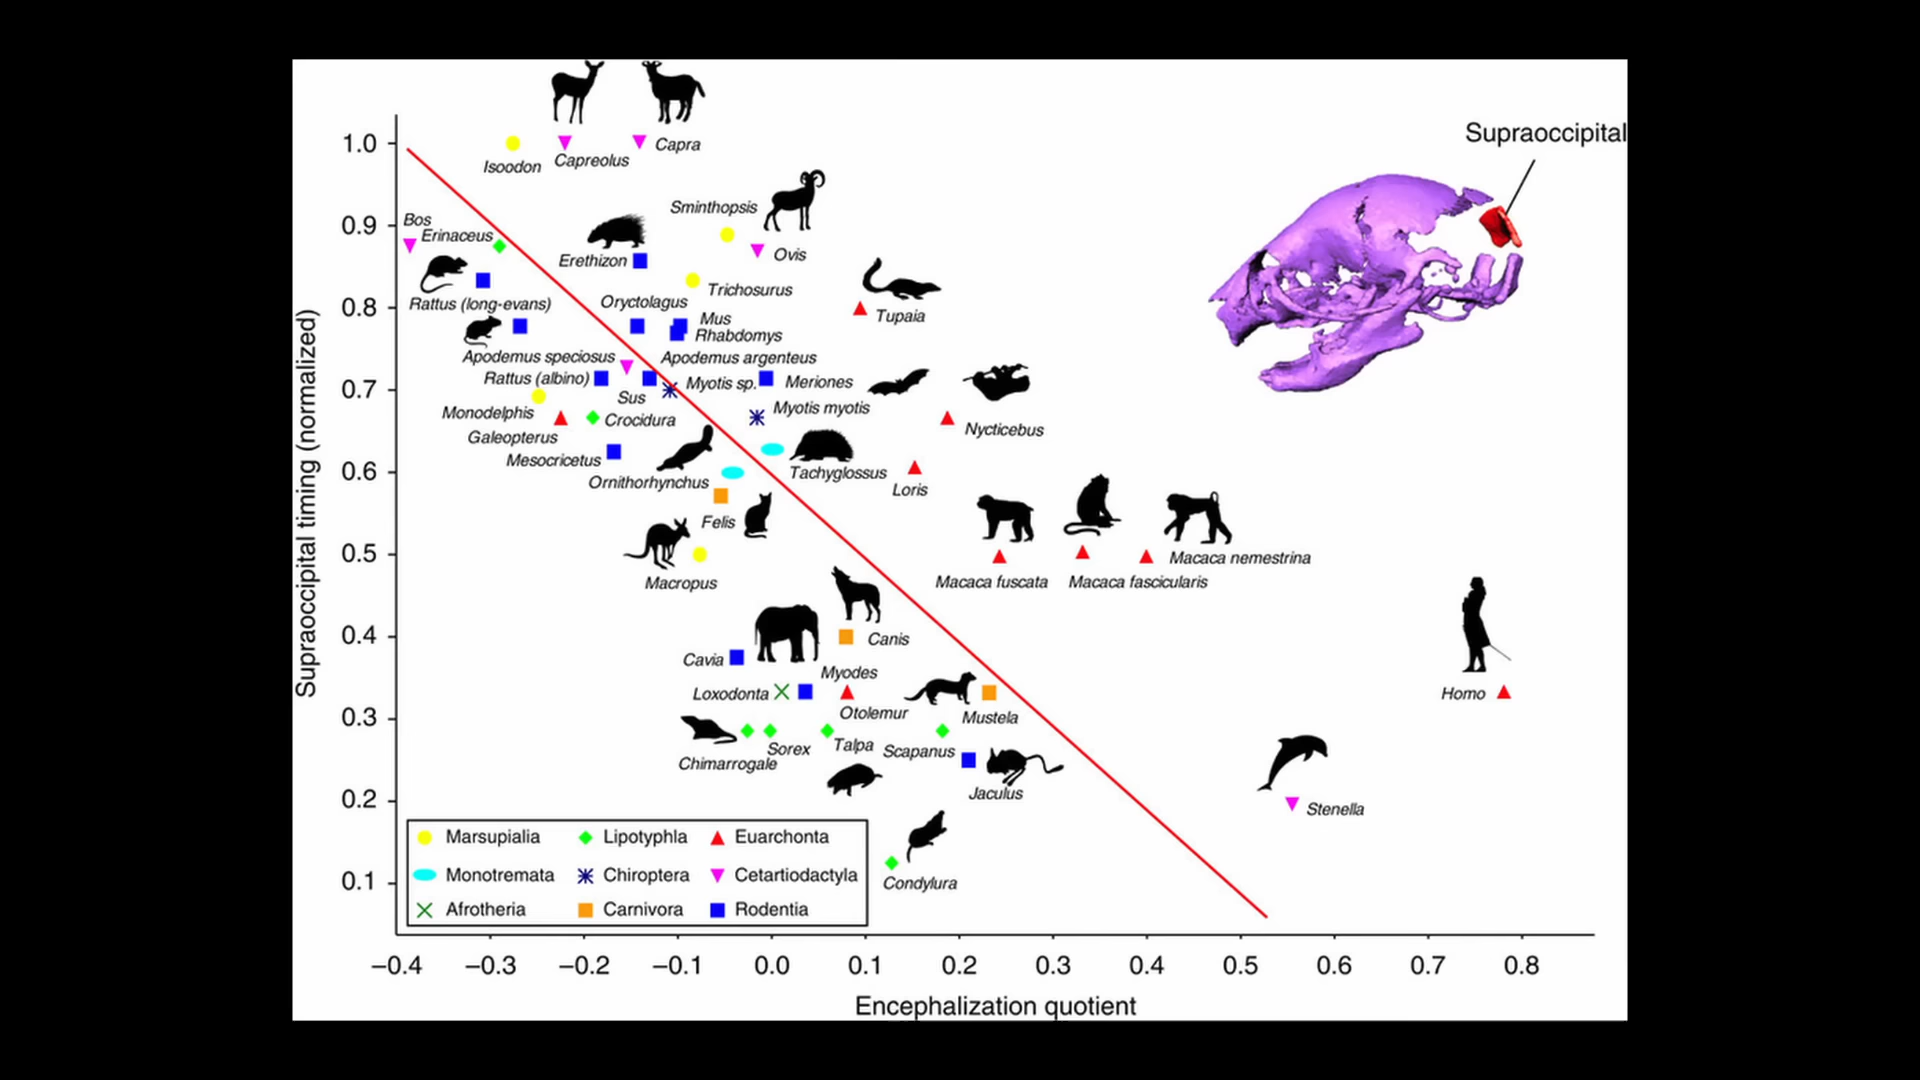 Supraoccipital
1.0
Isoodon
Capreolus
Capra
Sminthopsis
0.9
Bos
Erinaceus
Erethizon
Ovis
Trichosurus
Rattus (long-evans)
Oryctolagus
0.8
Mus
Rhabdomys
Tupaia
Apodemus speciosus
Apodemus argenteus
Rattus (albino)
0.7
Sus
Myotis sp.
Meriones
Monodelphis
Crocidura
Myotis myotis
Nycticebus
Galeopterus
Mesocricetus
0.6
Ornithorhynchus
Tachyglossus
Loris
Felis
0.5
Macropus
Macaca fuscata
Macaca fascicularis
Macaca nemestrina
0.4
Canis
Cavia
Myodes
Loxodonta
Otolemur
Mustela
Homo
0.3
Chimarrogale
Sorex
Talpa
Scapanus
Jaculus
0.2
Stenella
Condylura
0.1
Supraoccipital timing (normalized)
Marsupialia
Lipotyphla
Euarchonta
Monotremata
Chiroptera
Cetartiodactyla
Afrotheria
Carnivora
Rodentia
–0.4 –0.3 –0.2 –0.1 0.0 0.1 0.2 0.3 0.4 0.5 0.6 0.7 0.8
Encephalization quotient